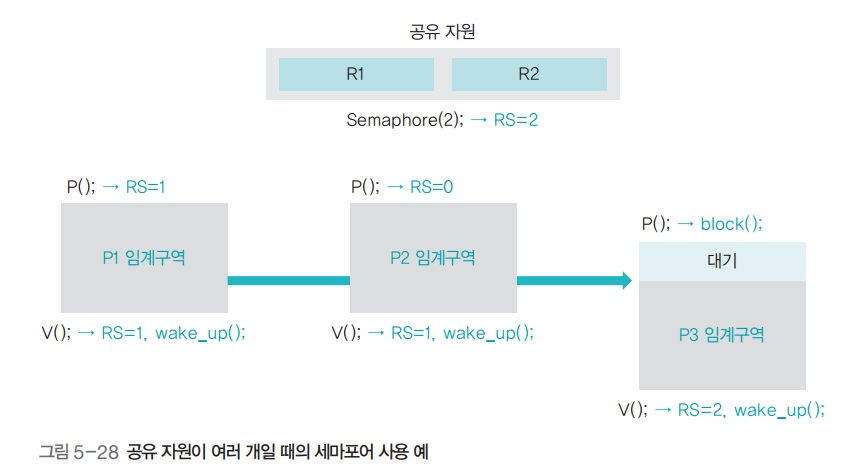 공유 자원
R1 R2
Semaphore(2); → RS=2
P(); → RS=1
P(); → RS=0
P(); → block();
P1 임계구역
P2 임계구역
대기
P3 임계구역
V(); → RS=1, wake_up();
V(); → RS=1, wake_up();
V(); → RS=2, wake_up();
그림 5-28 공유 자원이 여러 개일 때의 세마포어 사용 예